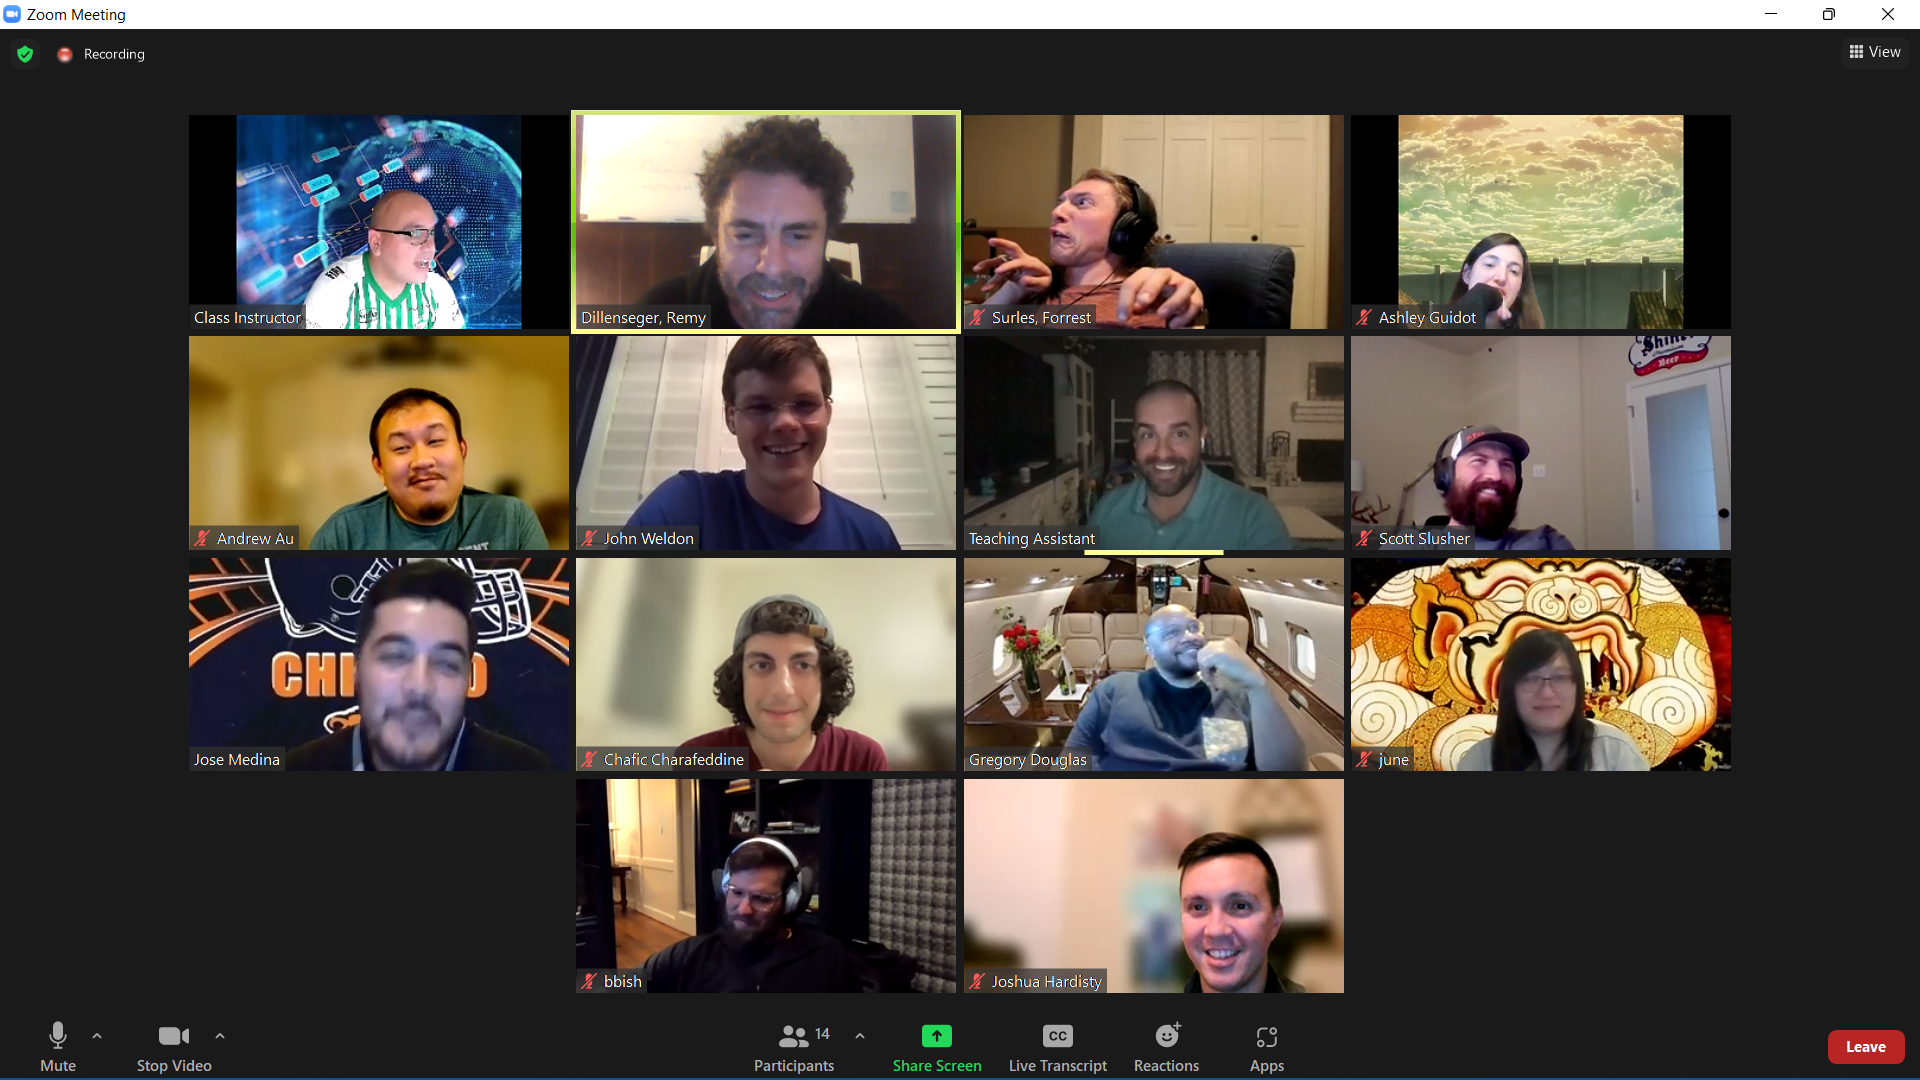 Zoom Meeting
Recording
View
Class Instructor
Dillenseger, Remy
Surles, Forrest
Ashley Guidot
Andrew Au
John Weldon
Teaching Assistant
Shiner
Beer
Scott Slusher
Jose Medina
Chafic Charafeddine
Gregory Douglas
june
bbish
Joshua Hardisty
Mute
Stop Video
14
Participants
Share Screen
CC
Live Transcript
Reactions
Apps
Leave